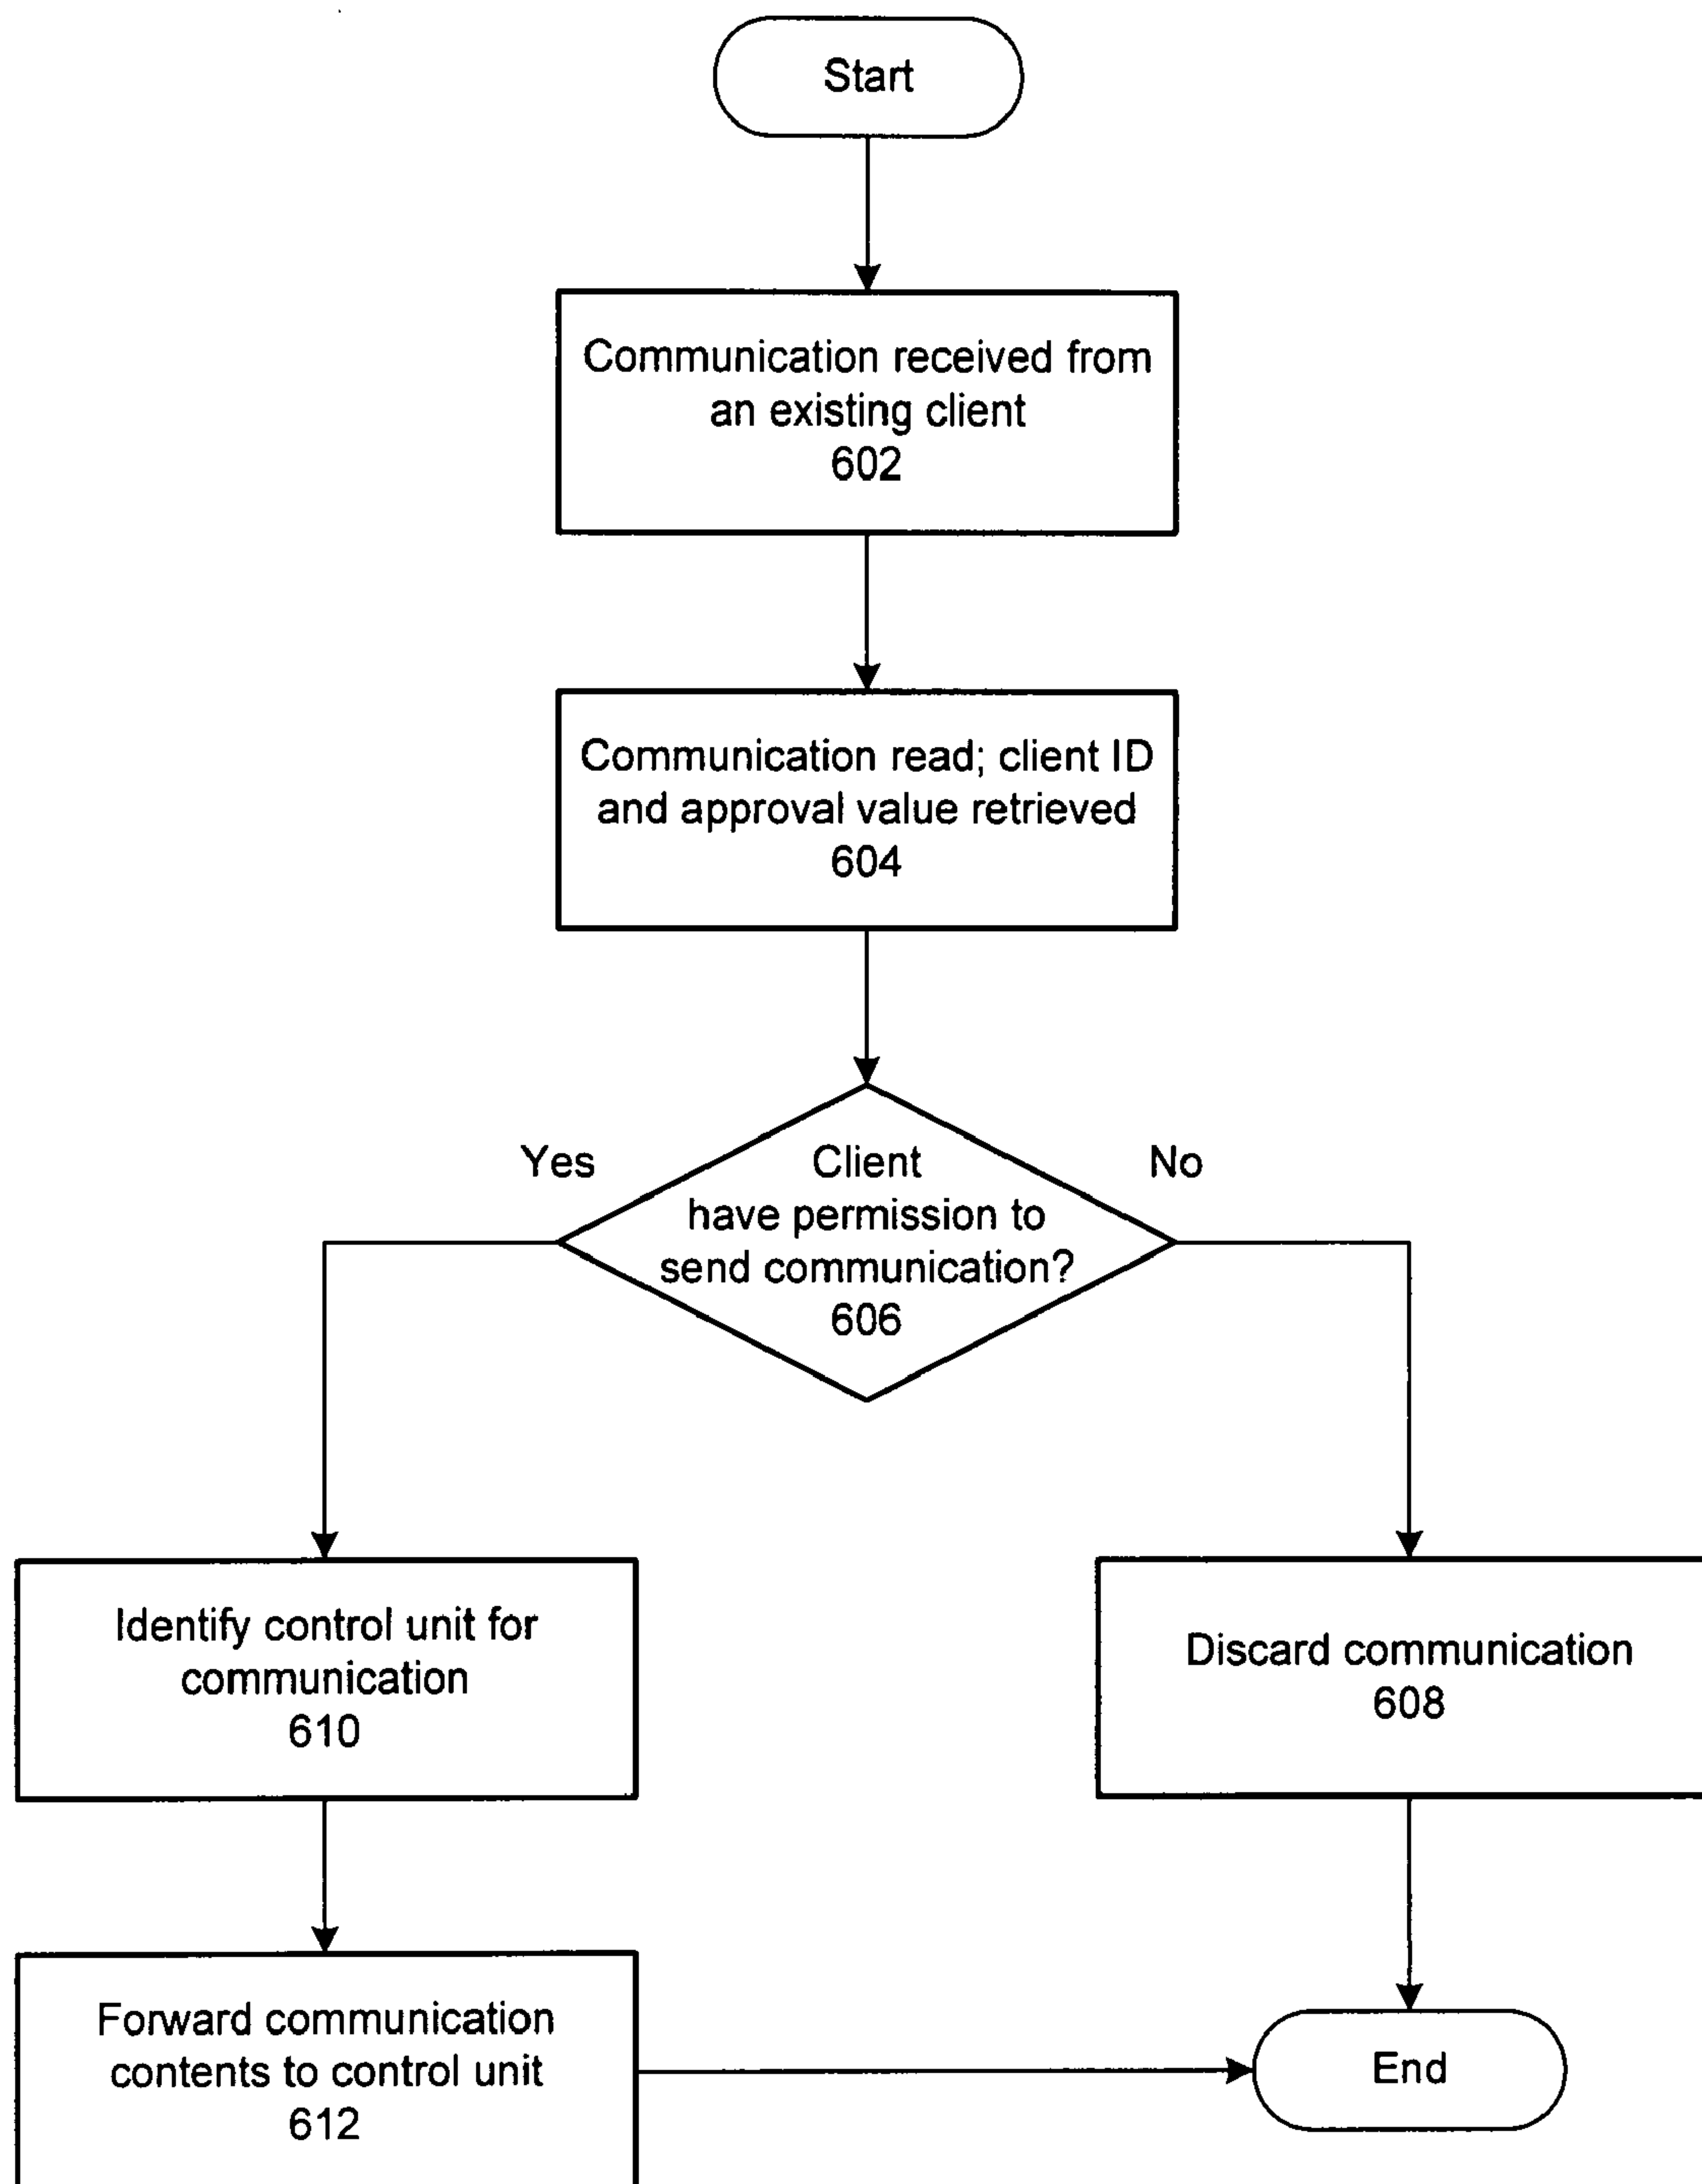 Start
Communication received from
an existing client
602
Communication read; client ID
and approval value retrieved
604
Yes
Client
have permission to
send communication?
606
No
Identify control unit for
communication
610
Discard communication
608
Forward communication
contents to control unit
612
End